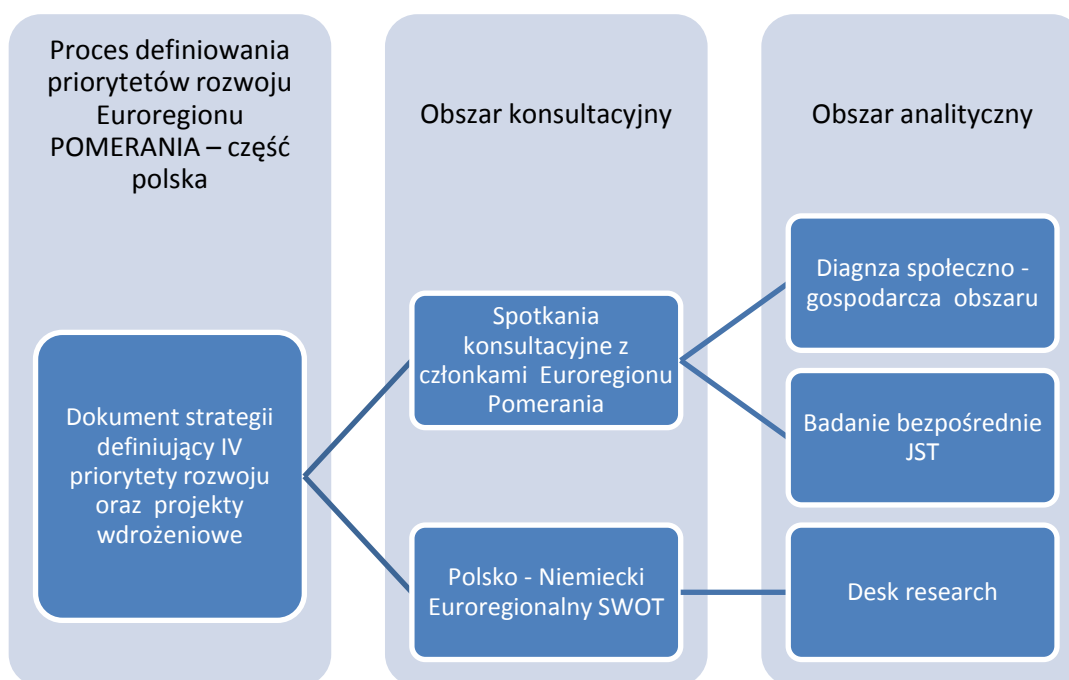 Proces definiowania
priorytetów rozwoju
Euroregionu
POMERANIA – część
polska
Dokument strategii
definiujący IV
priorytety rozwoju
oraz projekty
wdrożeniowe
Obszar konsultacyjny
Spotkania
konsultacyjne z
członkami Euroregionu
Pomerania
Polsko - Niemiecki
Euroregionalny SWOT
Obszar analityczny
Diagnza społeczno -
gospodarcza obszaru
Badanie bezpośrednie
JST
Desk research